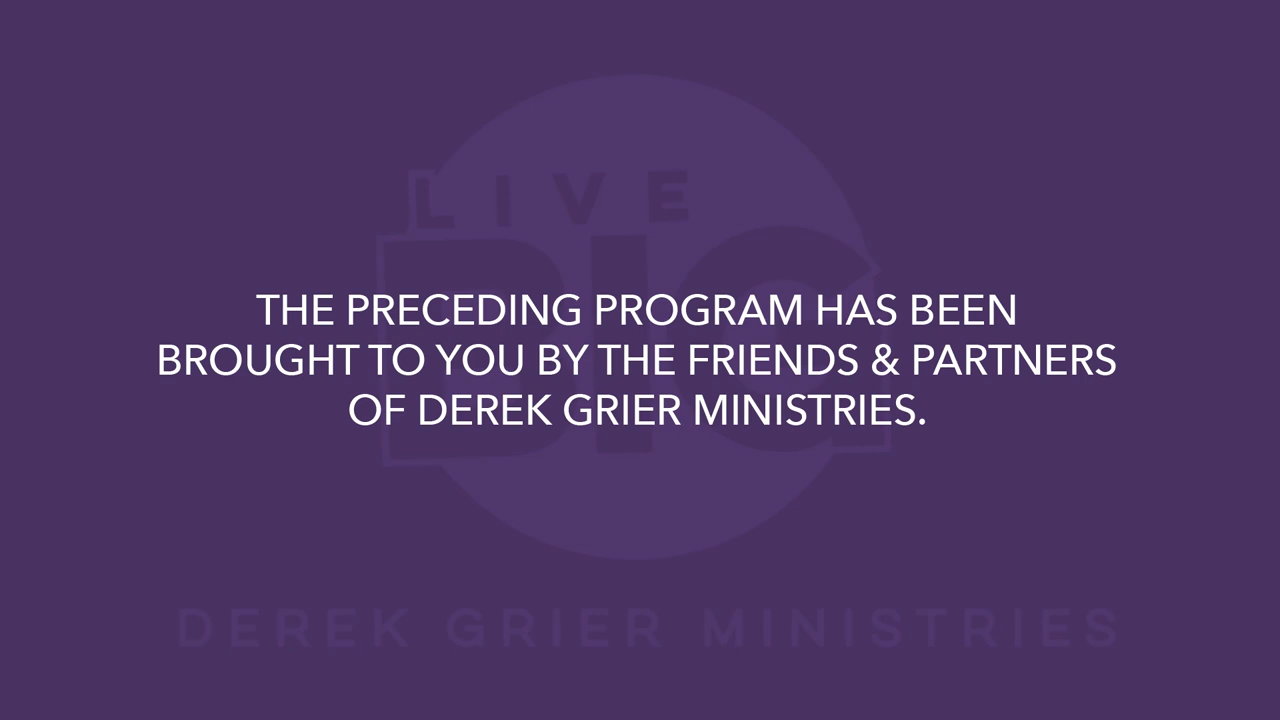 LIVE
BIG
THE PRECEDING PROGRAM HAS BEEN
BROUGHT TO YOU BY THE FRIENDS & PARTNERS
OF DEREK GRIER MINISTRIES.
DEREK GRIER MINISTRIES